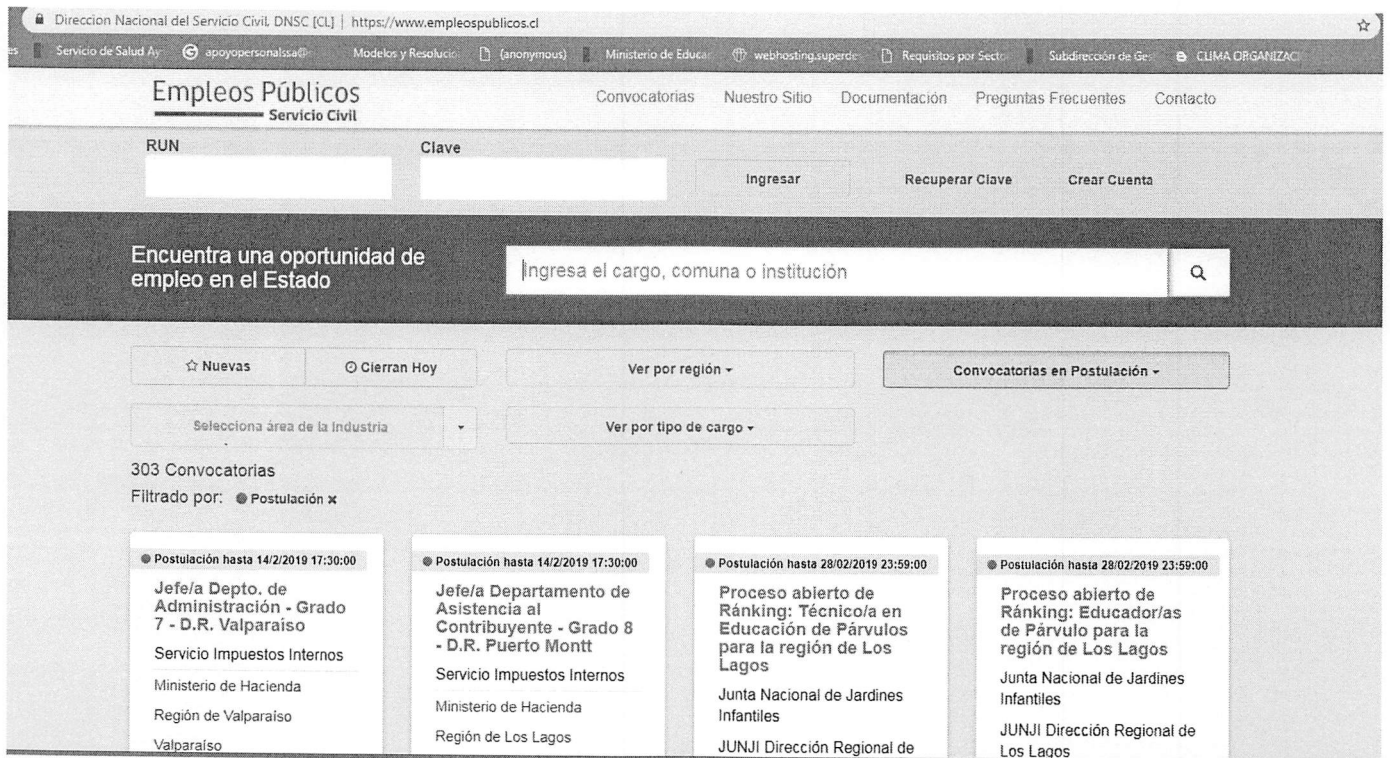 Direccion Nacional del Servicio Civil, DNSC [CL] | https://www.empleospublicos.cl
es Servicio de Salud Ay apoyopersonalssa@ Modelos y Resolucio (anonymous) Ministerio de Educa webhosting.superde Requisitos por Secto Subdirección de Ge CLIMA ORGANIZACI
Empleos Públicos
Servicio Civil
Convocatorias Nuestro Sitio Documentación Preguntas Frecuentes Contacto
RUN Clave
Ingresar Recuperar Clave Crear Cuenta
Encuentra una oportunidad de
empleo en el Estado
Ingresa el cargo, comuna o institución
Nuevas Cierran Hoy Ver por región Convocatorias en Postulación
Selecciona área de la Industria Ver por tipo de cargo
303 Convocatorias
Filtrado por: Postulación x
Postulación hasta 14/2/2019 17:30:00
Jefe/a Depto. de
Administración - Grado
7 - D.R. Valparaíso
Servicio Impuestos Internos
Ministerio de Hacienda
Región de Valparaíso
Valparaíso
Postulación hasta 14/2/2019 17:30:00
Jefe/a Departamento de
Asistencia al
Contribuyente - Grado 8
- D.R. Puerto Montt
Servicio Impuestos Internos
Ministerio de Hacienda
Región de Los Lagos
Postulación hasta 28/02/2019 23:59:00
Proceso abierto de
Ránking: Técnico/a en
Educación de Párvulos
para la región de Los
Lagos
Junta Nacional de Jardines
Infantiles
JUNJI Dirección Regional de
Postulación hasta 28/02/2019 23:59:00
Proceso abierto de
Ránking: Educador/as
de Párvulo para la
región de Los Lagos
Junta Nacional de Jardines
Infantiles
JUNJI Dirección Regional de
Los Lagos